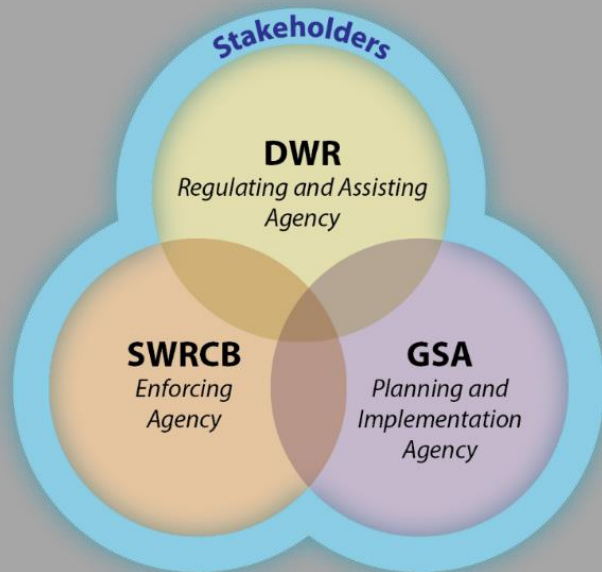 Stakeholders
DWR
Regulating and Assisting
Agency
SWRCB
Enforcing
Agency
GSA
Planning and
Implementation
Agency